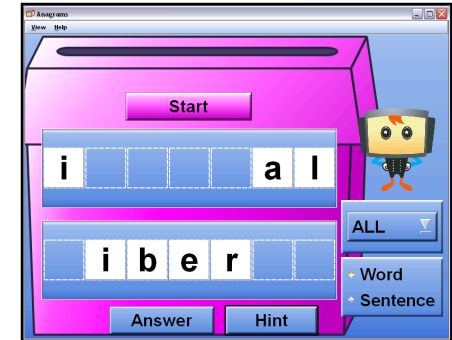 Anagrams
View Help
Start
i a l
i b e r
ALL
Word
Sentence
Answer Hint